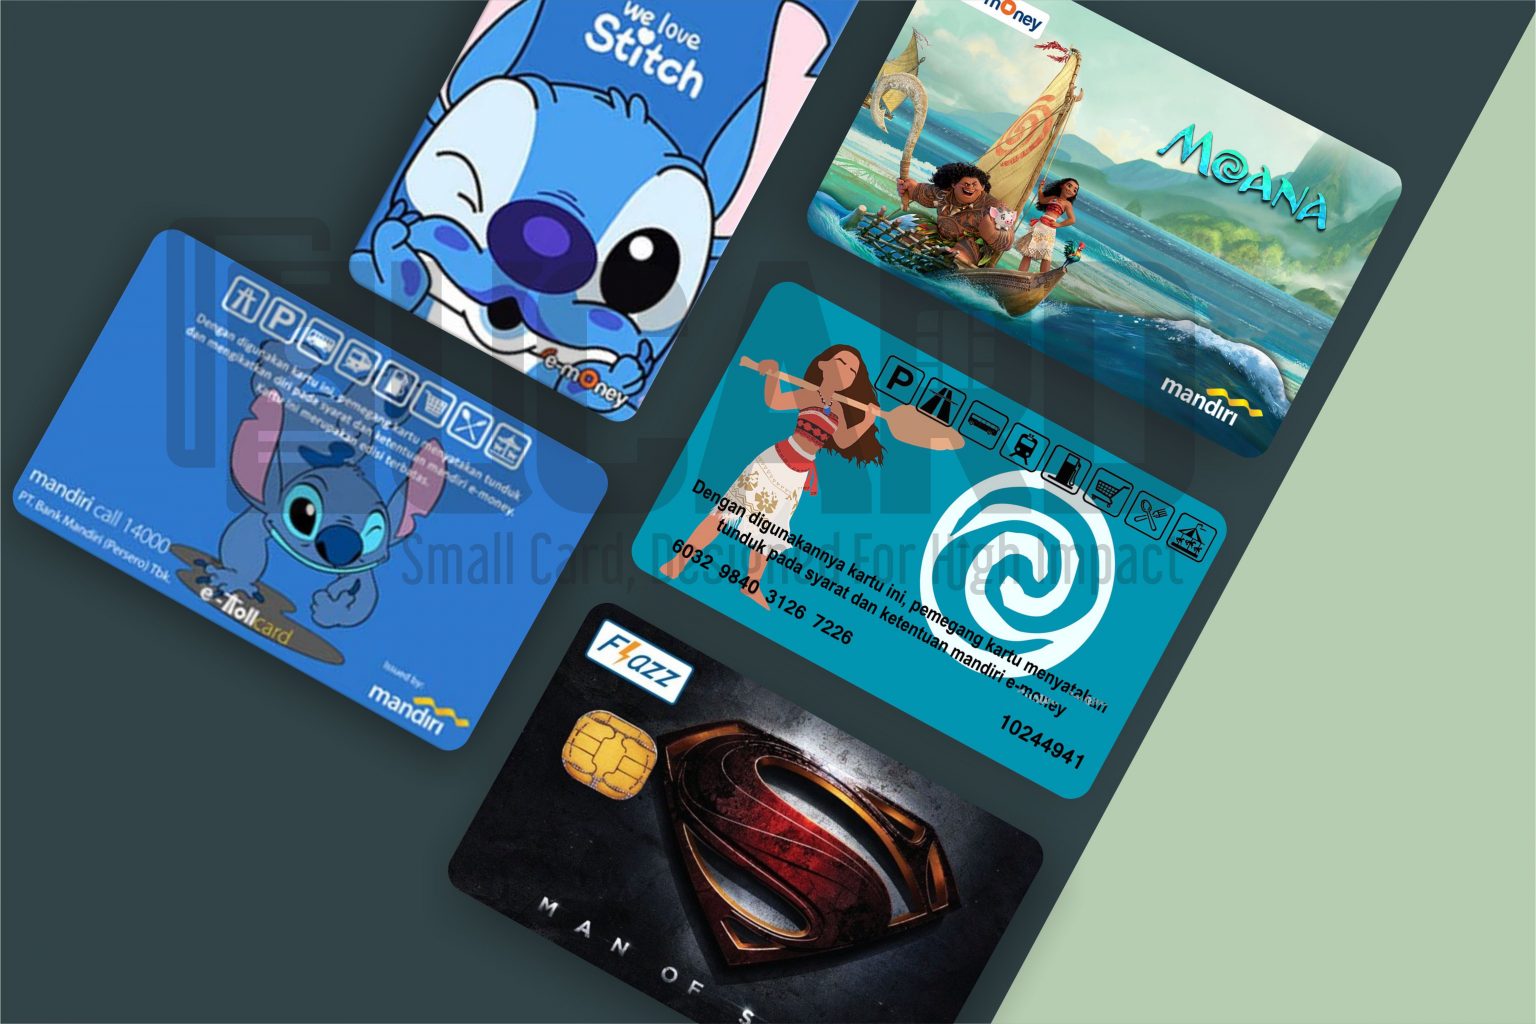 we love
Stitch
e-money
money
MOANA
mandiri
Dengan digunakan kartu ini, pemegang kartu menyatakan tunduk
dan mengikatkan diri pada syarat dan ketentuan mandiri e-money.
Kartu ini merupakan edisi terbatas.
mandiri call 14000
PT. Bank Mandiri (Persero) Tbk.
e-Tollcard
Issued by:
mandiri
P
P
Dengan digunakannya kartu ini, pemegang kartu menyatakan
tunduk pada syarat dan ketentuan mandiri e-money
6032 9840 3126 7226
10244941
CARD
Small Card, Designed For High Impact
Flazz
MAN OF S